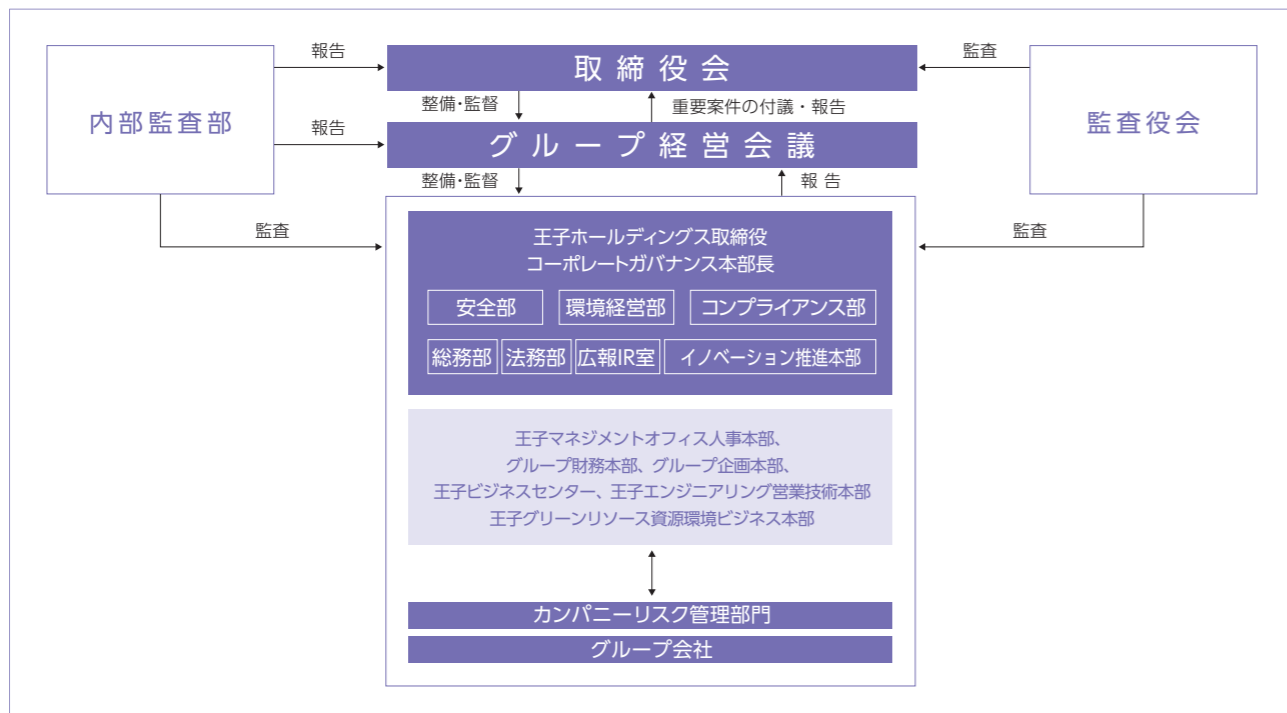 報告
取締役会
監査
内部監査部
整備・監督
重要案件の付議・報告
監査役会
報告
グループ経営会議
整備・監督
報告
監査
監査
王子ホールディングス取締役
コーポレートガバナンス本部長
安全部
環境経営部
コンプライアンス部
総務部
法務部
広報IR室
イノベーション推進本部
王子マネジメントオフィス人事本部、
グループ財務本部、グループ企画本部、
王子ビジネスセンター、王子エンジニアリング営業技術本部
王子グリーンリソース資源環境ビジネス本部
カンパニーリスク管理部門
グループ会社